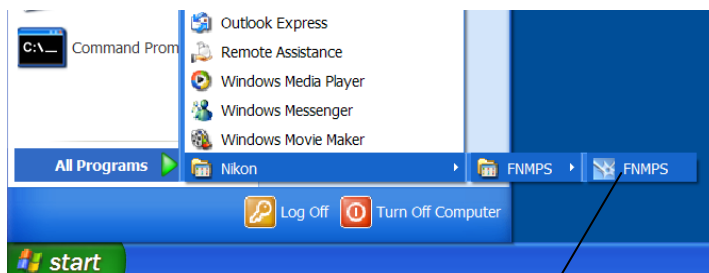 Outlook Express
C:\ Command Prom
Remote Assistance
Windows Media Player
Windows Messenger
Windows Movie Maker
All Programs
Nikon
FNMPS
FNMPS
Log Off
Turn Off Computer
start